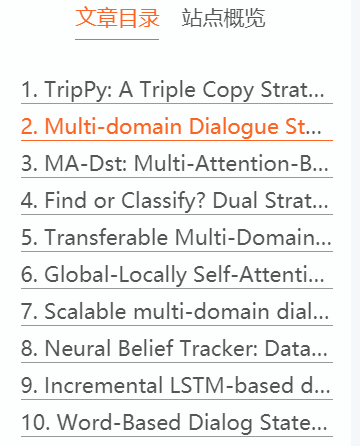 文章目录 站点概览
1. TripPy: A Triple Copy Strat...
2. Multi-domain Dialogue St...
3. MA-Dst: Multi-Attention-B...
4. Find or Classify? Dual Strat...
5. Transferable Multi-Domain...
6. Global-Locally Self-Attenti...
7. Scalable multi-domain dial...
8. Neural Belief Tracker: Data...
9. Incremental LSTM-based d...
10. Word-Based Dialog State...